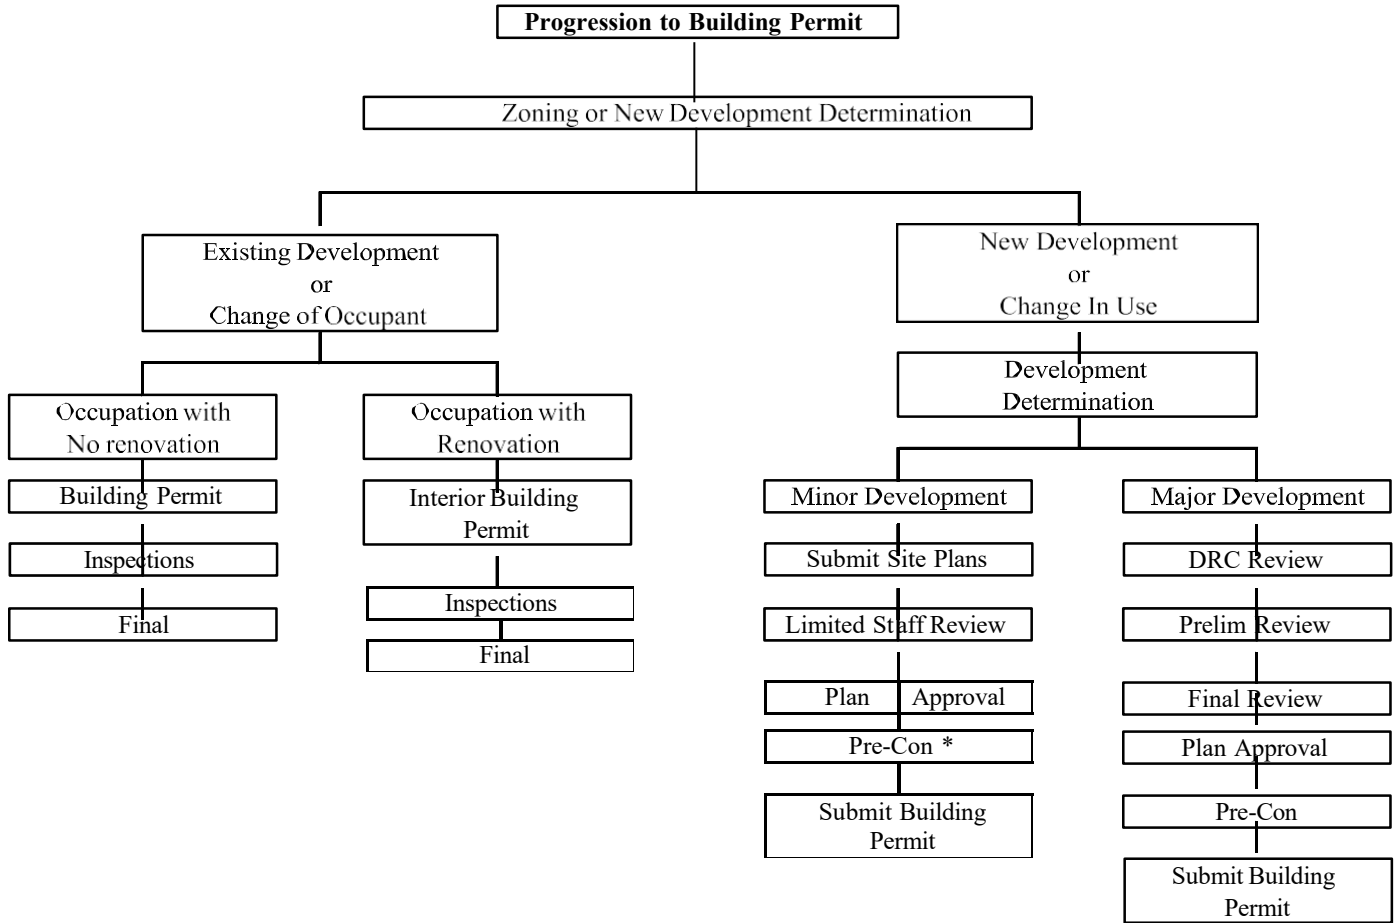 Progression to Building Permit
Zoning or New Development Determination
Existing Development
or
Change of Occupant
New Development
or
Change In Use
Development
Determination
Occupation with
No renovation
Occupation with
Renovation
Building Permit
Interior Building
Permit
Inspections
Inspections
Final
Final
Minor Development
Major Development
Submit Site Plans
DRC Review
Limited Staff Review
Prelim Review
Plan Approval
Final Review
Pre-Con *
Plan Approval
Submit Building
Permit
Pre-Con
Submit Building
Permit